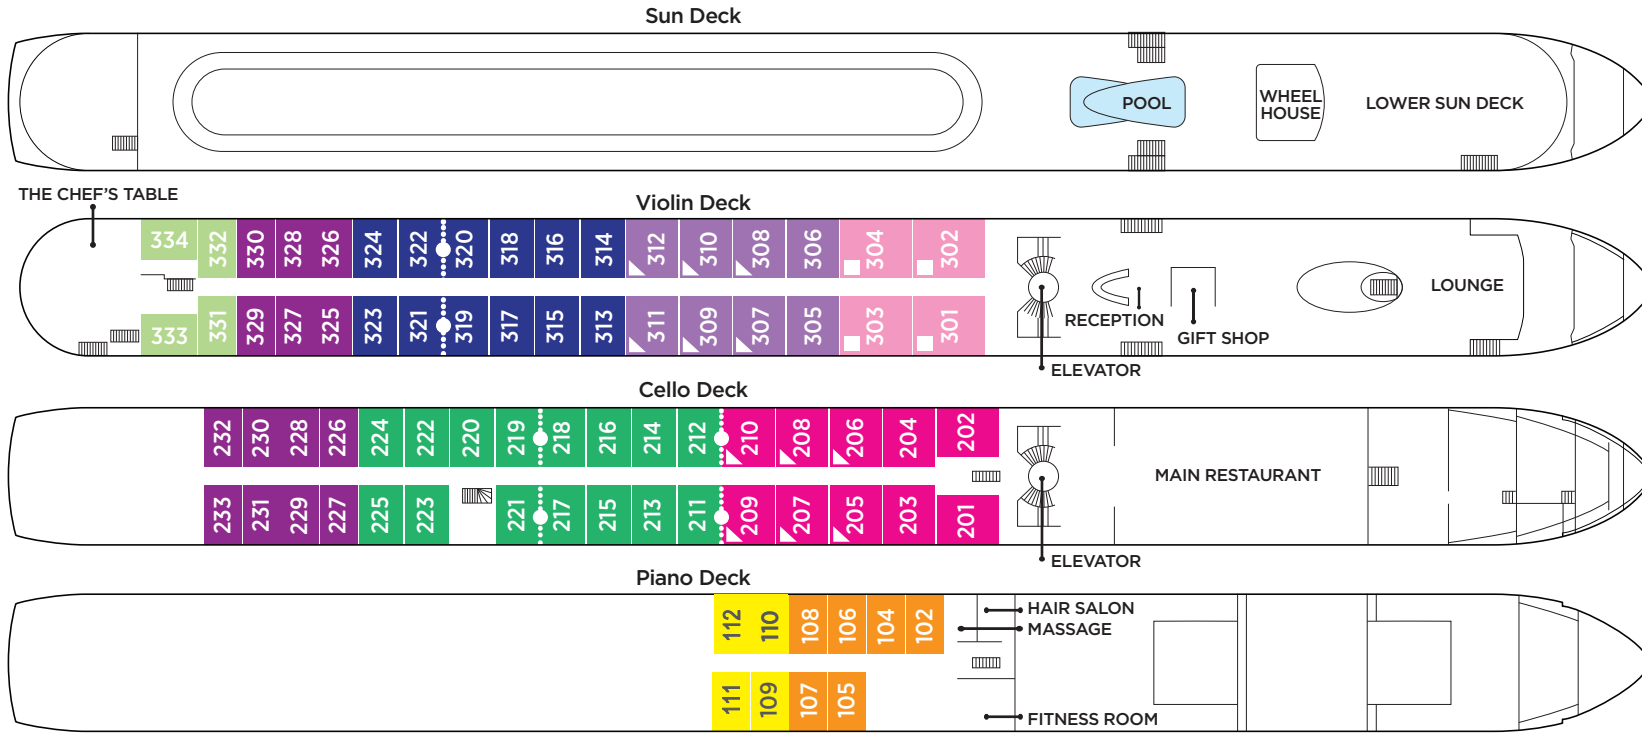 Sun Deck
POOL
WHEEL
HOUSE
LOWER SUN DECK
THE CHEF'S TABLE
Violin Deck
334 332 330 328 326 324 322 320 318 316 314 312 310 308 306 304 302
333 331 329 327 325 323 321 319 317 315 313 311 309 307 305 303 301
RECEPTION
GIFT SHOP
LOUNGE
ELEVATOR
Cello Deck
232 230 228 226 224 222 220 219 218 216 214 212 210 208 206 204 202
233 231 229 227 225 223 221 217 215 213 211 209 207 205 203 201
MAIN RESTAURANT
ELEVATOR
Piano Deck
112 110 108 106 104 102
111 109 107 105
HAIR SALON
MASSAGE
FITNESS ROOM